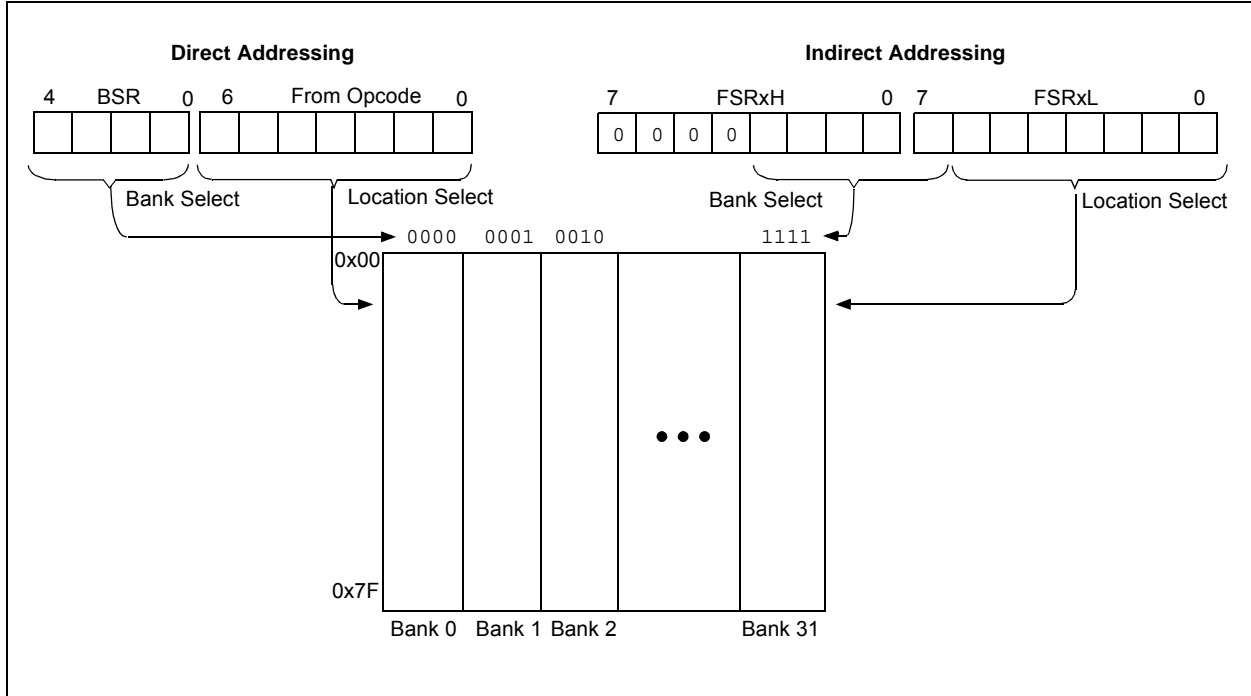 Direct Addressing
Indirect Addressing
4 BSR 0 6 From Opcode 0
7 FSRxH 0 7 FSRxL 0
0 0 0 0
Bank Select
Location Select
Bank Select
Location Select
0000 0001 0010 1111
0x00
0x7F
Bank 0 Bank 1 Bank 2 Bank 31